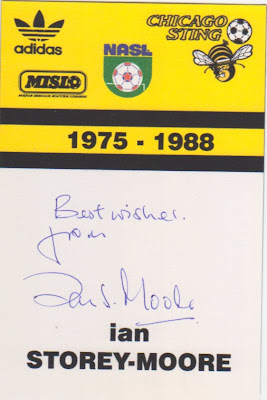 adidas
NASL
CHICAGO
STING
MISL
1975 - 1988
Best wishes.
from
Ian S. Moore
ian
STOREY-MOORE